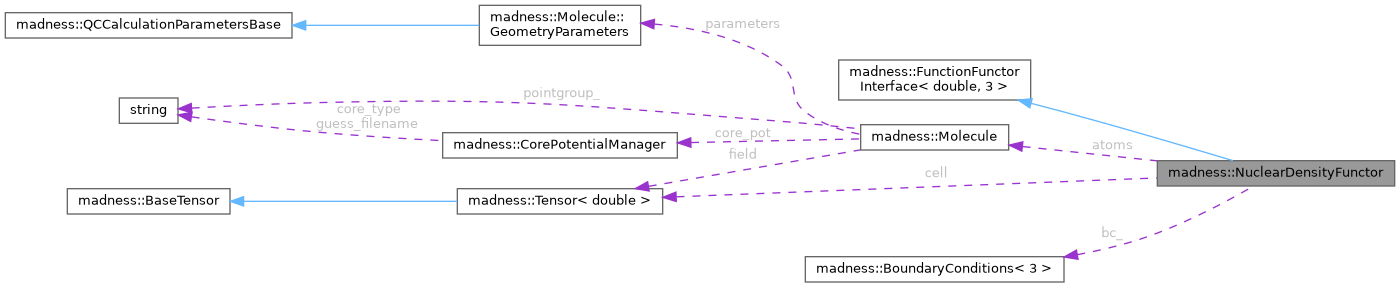 madness::QCCalculationParametersBase
madness::Molecule::
GeometryParameters
parameters
madness::FunctionFunctor
Interface< double, 3 >
string
pointgroup_
core_type
guess_filename
madness::CorePotentialManager
core_pot
field
madness::Molecule
atoms
madness::NuclearDensityFunctor
cell
madness::BaseTensor
madness::Tensor< double >
bc_
madness::BoundaryConditions< 3 >